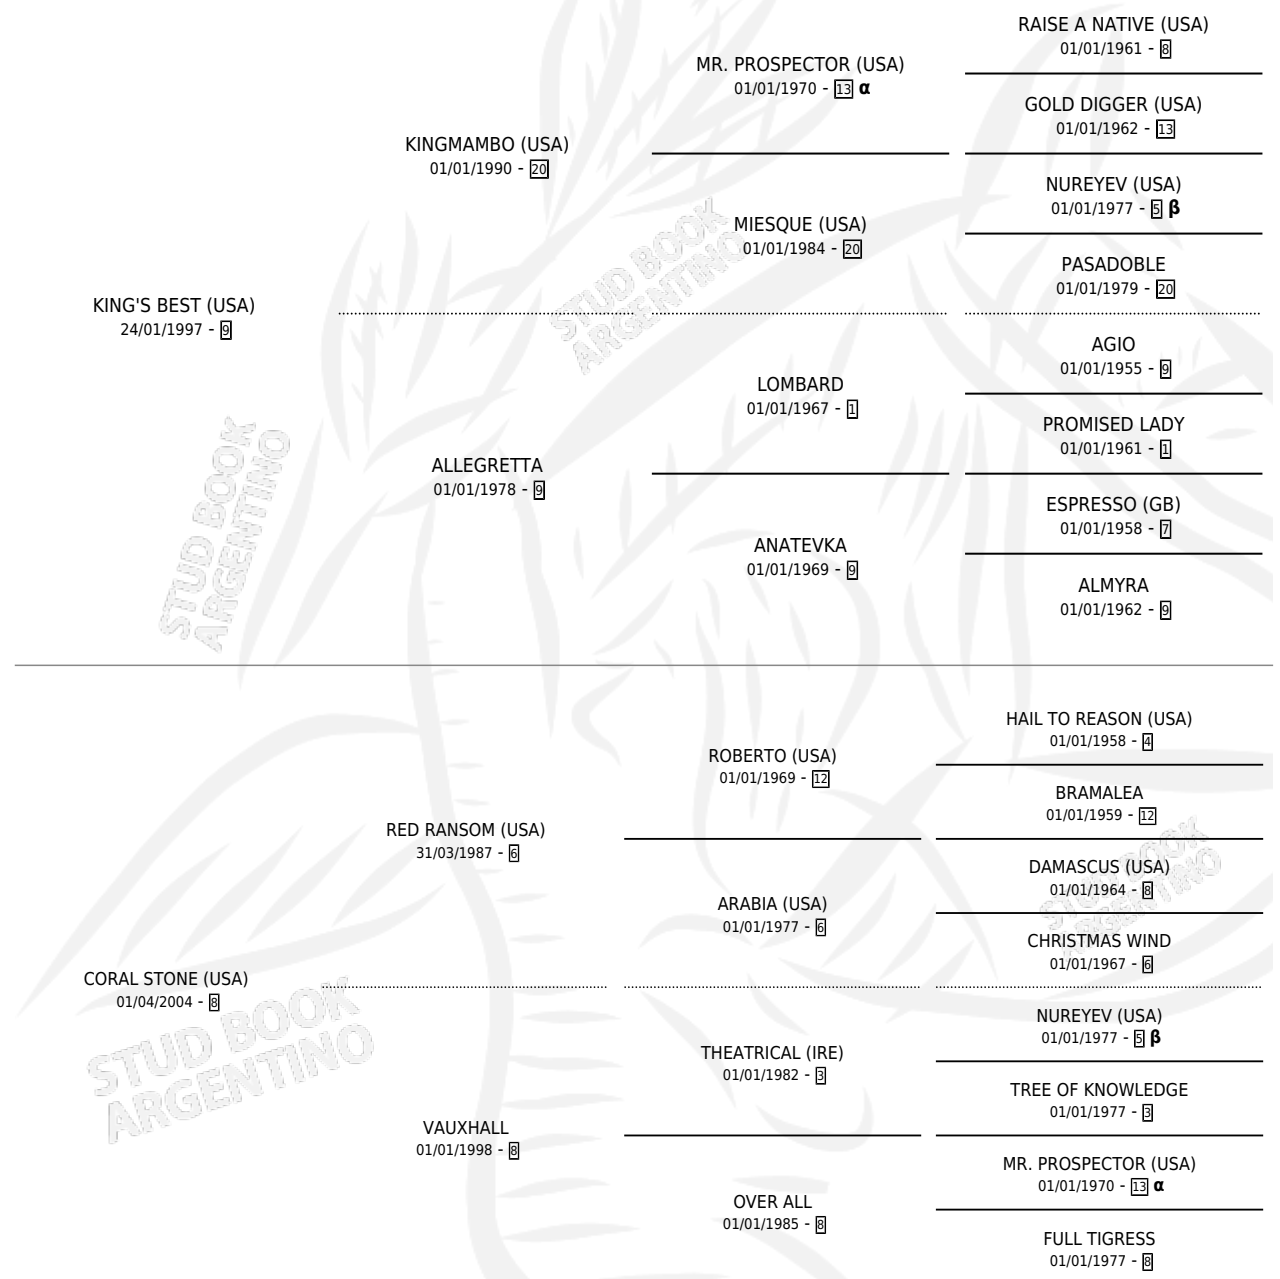 RAISE A NATIVE (USA)
01/01/1961 - 8
MR. PROSPECTOR (USA)
01/01/1970 - 13 α
GOLD DIGGER (USA)
01/01/1962 - 13
KINGMAMBO (USA)
01/01/1990 - 20
NUREYEV (USA)
01/01/1977 - 5 β
MIESQUE (USA)
01/01/1984 - 20
PASADOBLE
01/01/1979 - 20
KING'S BEST (USA)
24/01/1997 - 9
AGIO
01/01/1955 - 9
LOMBARD
01/01/1967 - 1
PROMISED LADY
01/01/1961 - 1
ALLEGRETTA
01/01/1978 - 9
ESPRESSO (GB)
01/01/1958 - 7
ANATEVKA
01/01/1969 - 9
ALMYRA
01/01/1962 - 9
HAIL TO REASON (USA)
01/01/1958 - 4
ROBERTO (USA)
01/01/1969 - 12
BRAMALEA
01/01/1959 - 12
RED RANSOM (USA)
31/03/1987 - 6
DAMASCUS (USA)
01/01/1964 - 8
ARABIA (USA)
01/01/1977 - 6
CHRISTMAS WIND
01/01/1967 - 6
CORAL STONE (USA)
01/04/2004 - 8
NUREYEV (USA)
01/01/1977 - 5 β
THEATRICAL (IRE)
01/01/1982 - 3
TREE OF KNOWLEDGE
01/01/1977 - 3
VAUXHALL
01/01/1998 - 8
MR. PROSPECTOR (USA)
01/01/1970 - 13 α
OVER ALL
01/01/1985 - 8
FULL TIGRESS
01/01/1977 - 8
STUD BOOK
ARGENTINO
STUD BOOK
ARGENTINO
STUD BOOK
ARGENTINO
STUD BOOK
ARGENTINO